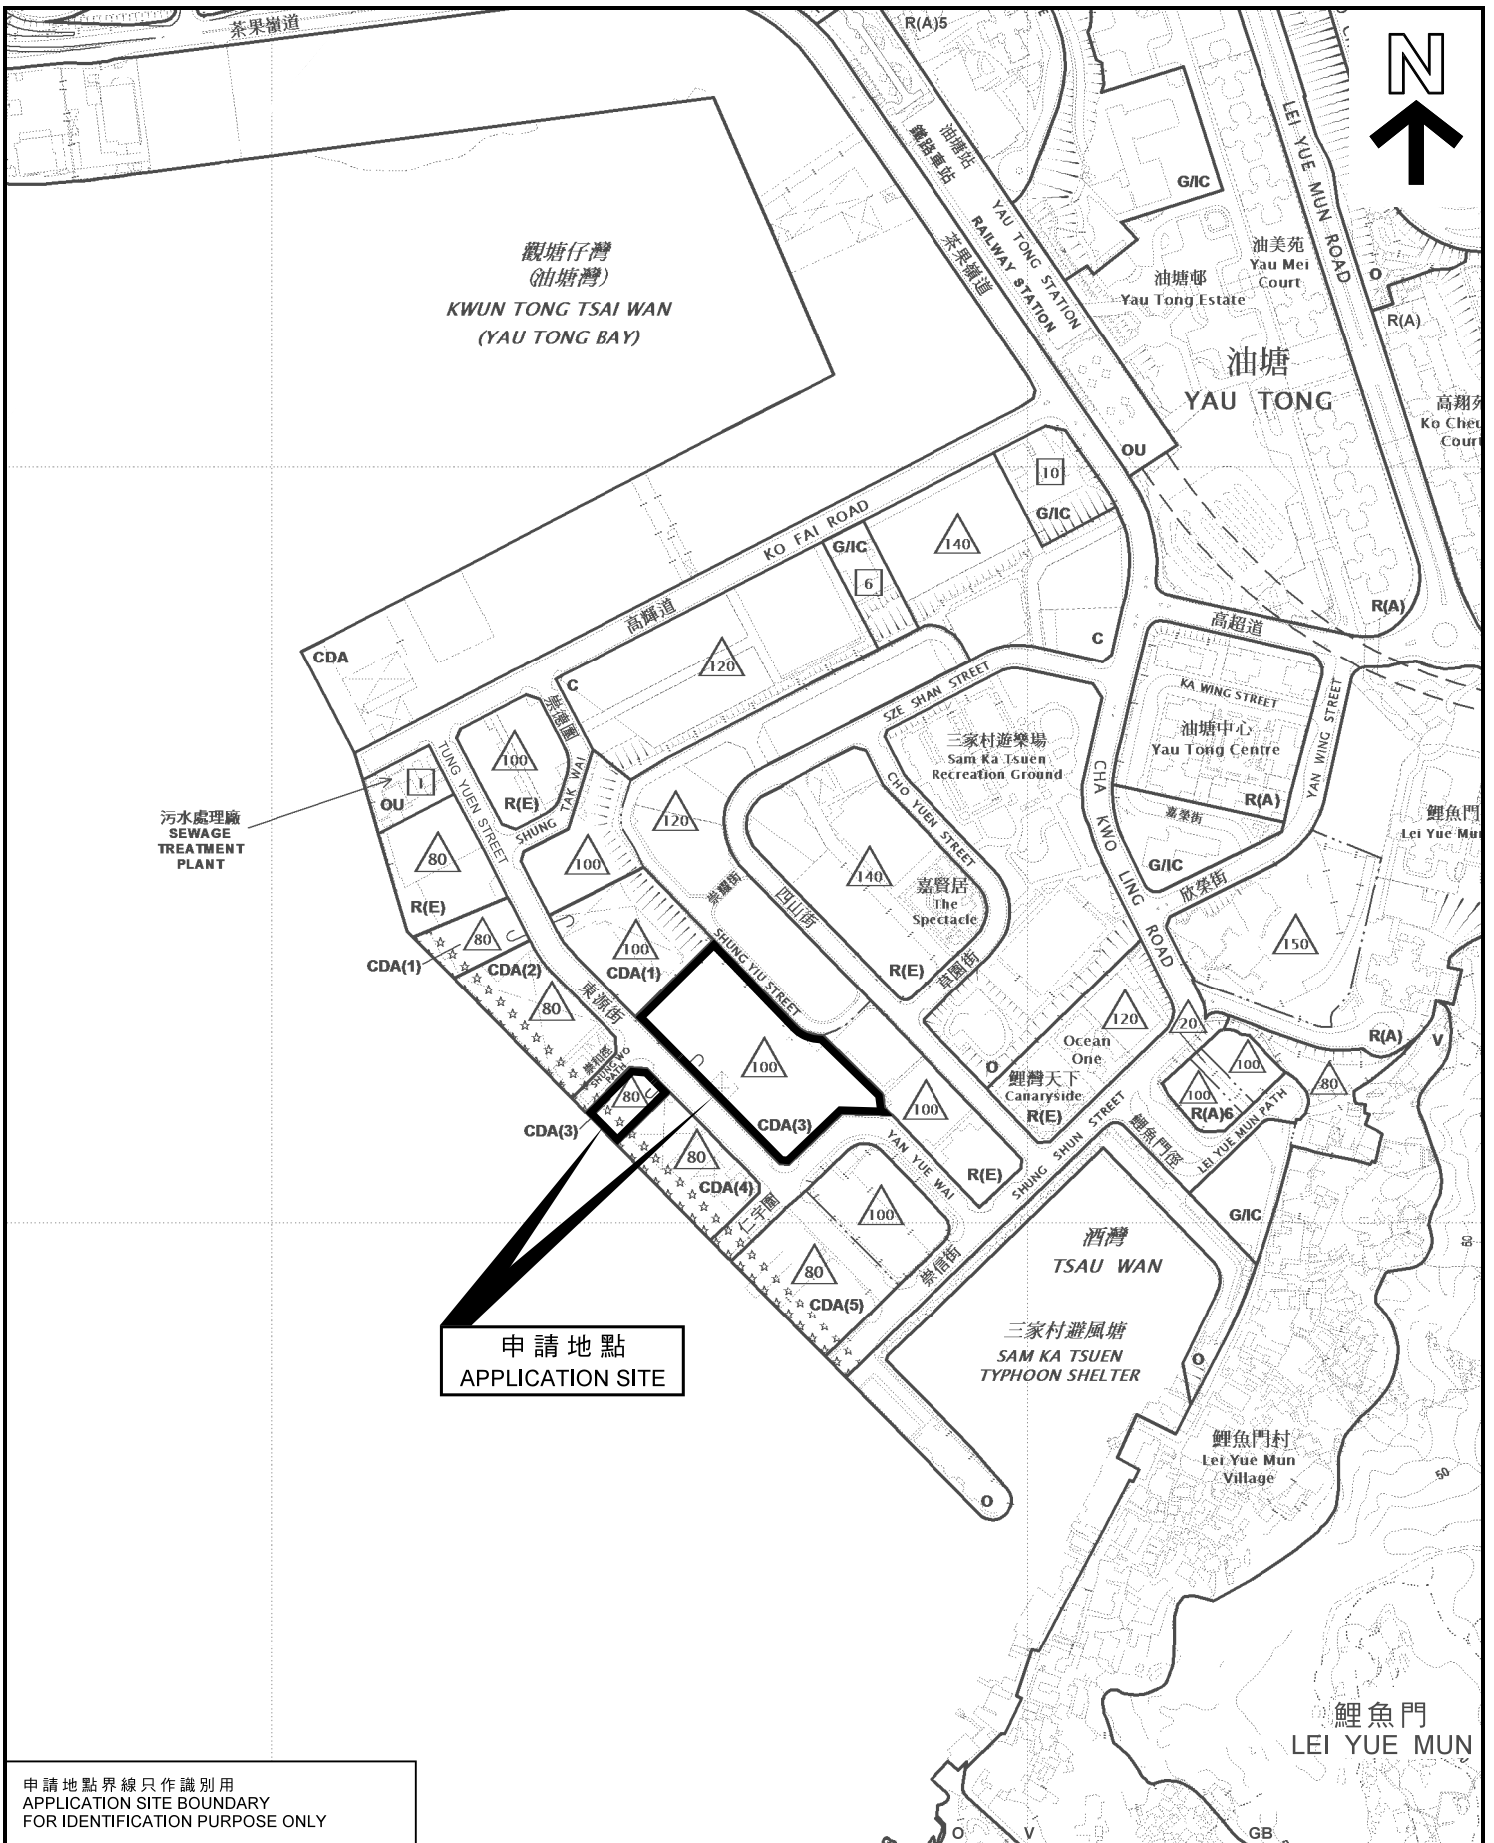 茶果嶺道
R(A)5
N
觀塘仔灣
(油塘灣)
KWUN TONG TSAI WAN
(YAU TONG BAY)
鐵路車站
油塘站
YAU TONG STATION
RAILWAY STATION
茶果嶺道
G/IC
LEI YUE MUN ROAD
油美苑
Yau Mei
Court
油塘邨
Yau Tong Estate
O
R(A)
油塘
YAU TONG
Ko Cheu
Court
OU
10
G/IC
KO FAI ROAD
高輝道
140
G/IC
6
R(A)
高超道
C
CDA
120
C
崇德圍
SZE SHAN STREET
KA WING STREET
油塘中心
Yau Tong Centre
YAN WING STREET
R(A)
嘉榮街
G/IC
欣榮街
三家村遊樂場
Sam Ka Tsuen
Recreation Ground
CHA KWO LING ROAD
TUNG YUEN STREET
100
R(E)
SHUNG TAK WAI
1
OU
污水處理廠
SEWAGE
TREATMENT
PLANT
80
R(E)
120
100
CHO YUEN STREET
140
嘉賢居
The
Spectacle
R(E)
四山街
崇耀街
SHUNG YIU STREET
草園街
鯉魚門
Lei Yue Mu
150
80
CDA(1)
CDA(2)
80
100
CDA(1)
東源街
崇和徑
SHUNG WO
PATH
80
CDA(3)
100
CDA(3)
100
R(E)
YAN YUE WAI
120
Ocean
One
鯉灣天下
Canaryside
R(E)
O
20
100
100
R(A)6
80
R(A)
V
SHUNG SHUN STREET
鯉魚門徑
LEI YUE MUN PATH
G/IC
80
CDA(4)
仁宇圍
100
80
CDA(5)
崇信街
酒灣
TSAU WAN
三家村避風塘
SAM KA TSUEN
TYPHOON SHELTER
O
申請地點
APPLICATION SITE
鯉魚門村
Lei Yue Mun
Village
O
60
50
鯉魚門
LEI YUE MUN
申請地點界線只作識別用
APPLICATION SITE BOUNDARY
FOR IDENTIFICATION PURPOSE ONLY
O
V
GB